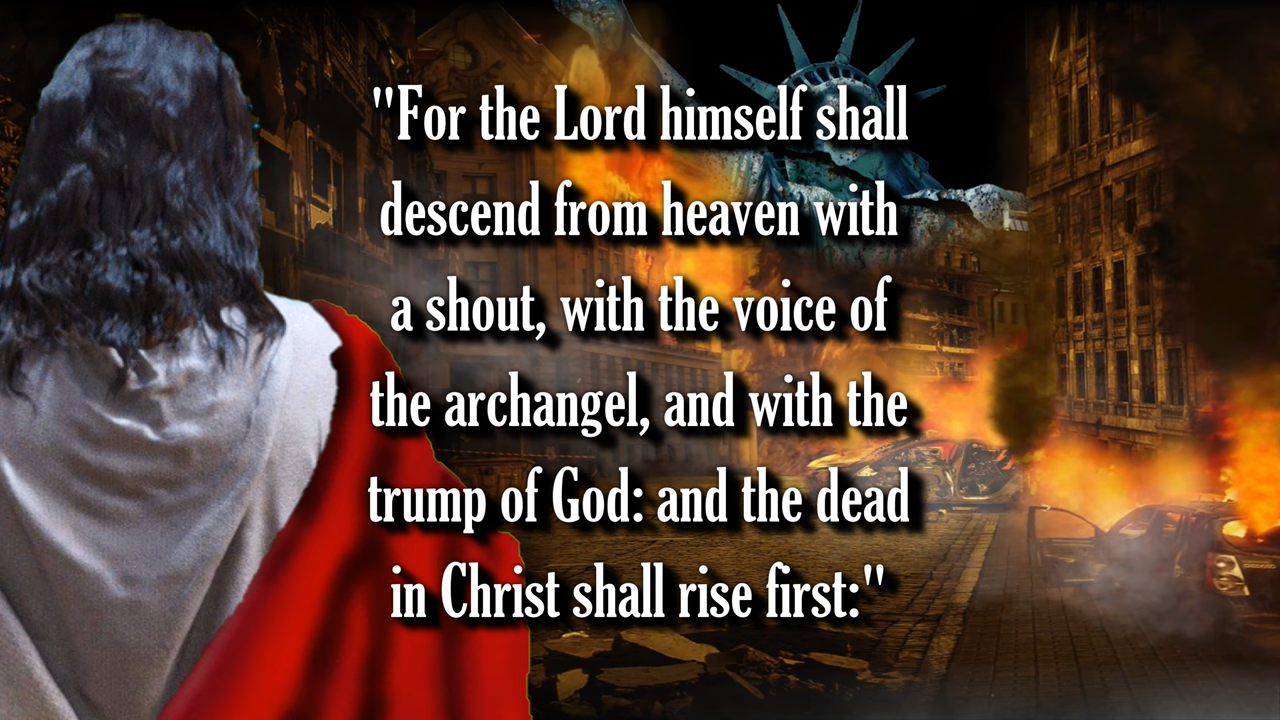 "For the Lord himself shall
descend from heaven with
a shout, with the voice of
the archangel, and with the
trump of God: and the dead
in Christ shall rise first:"